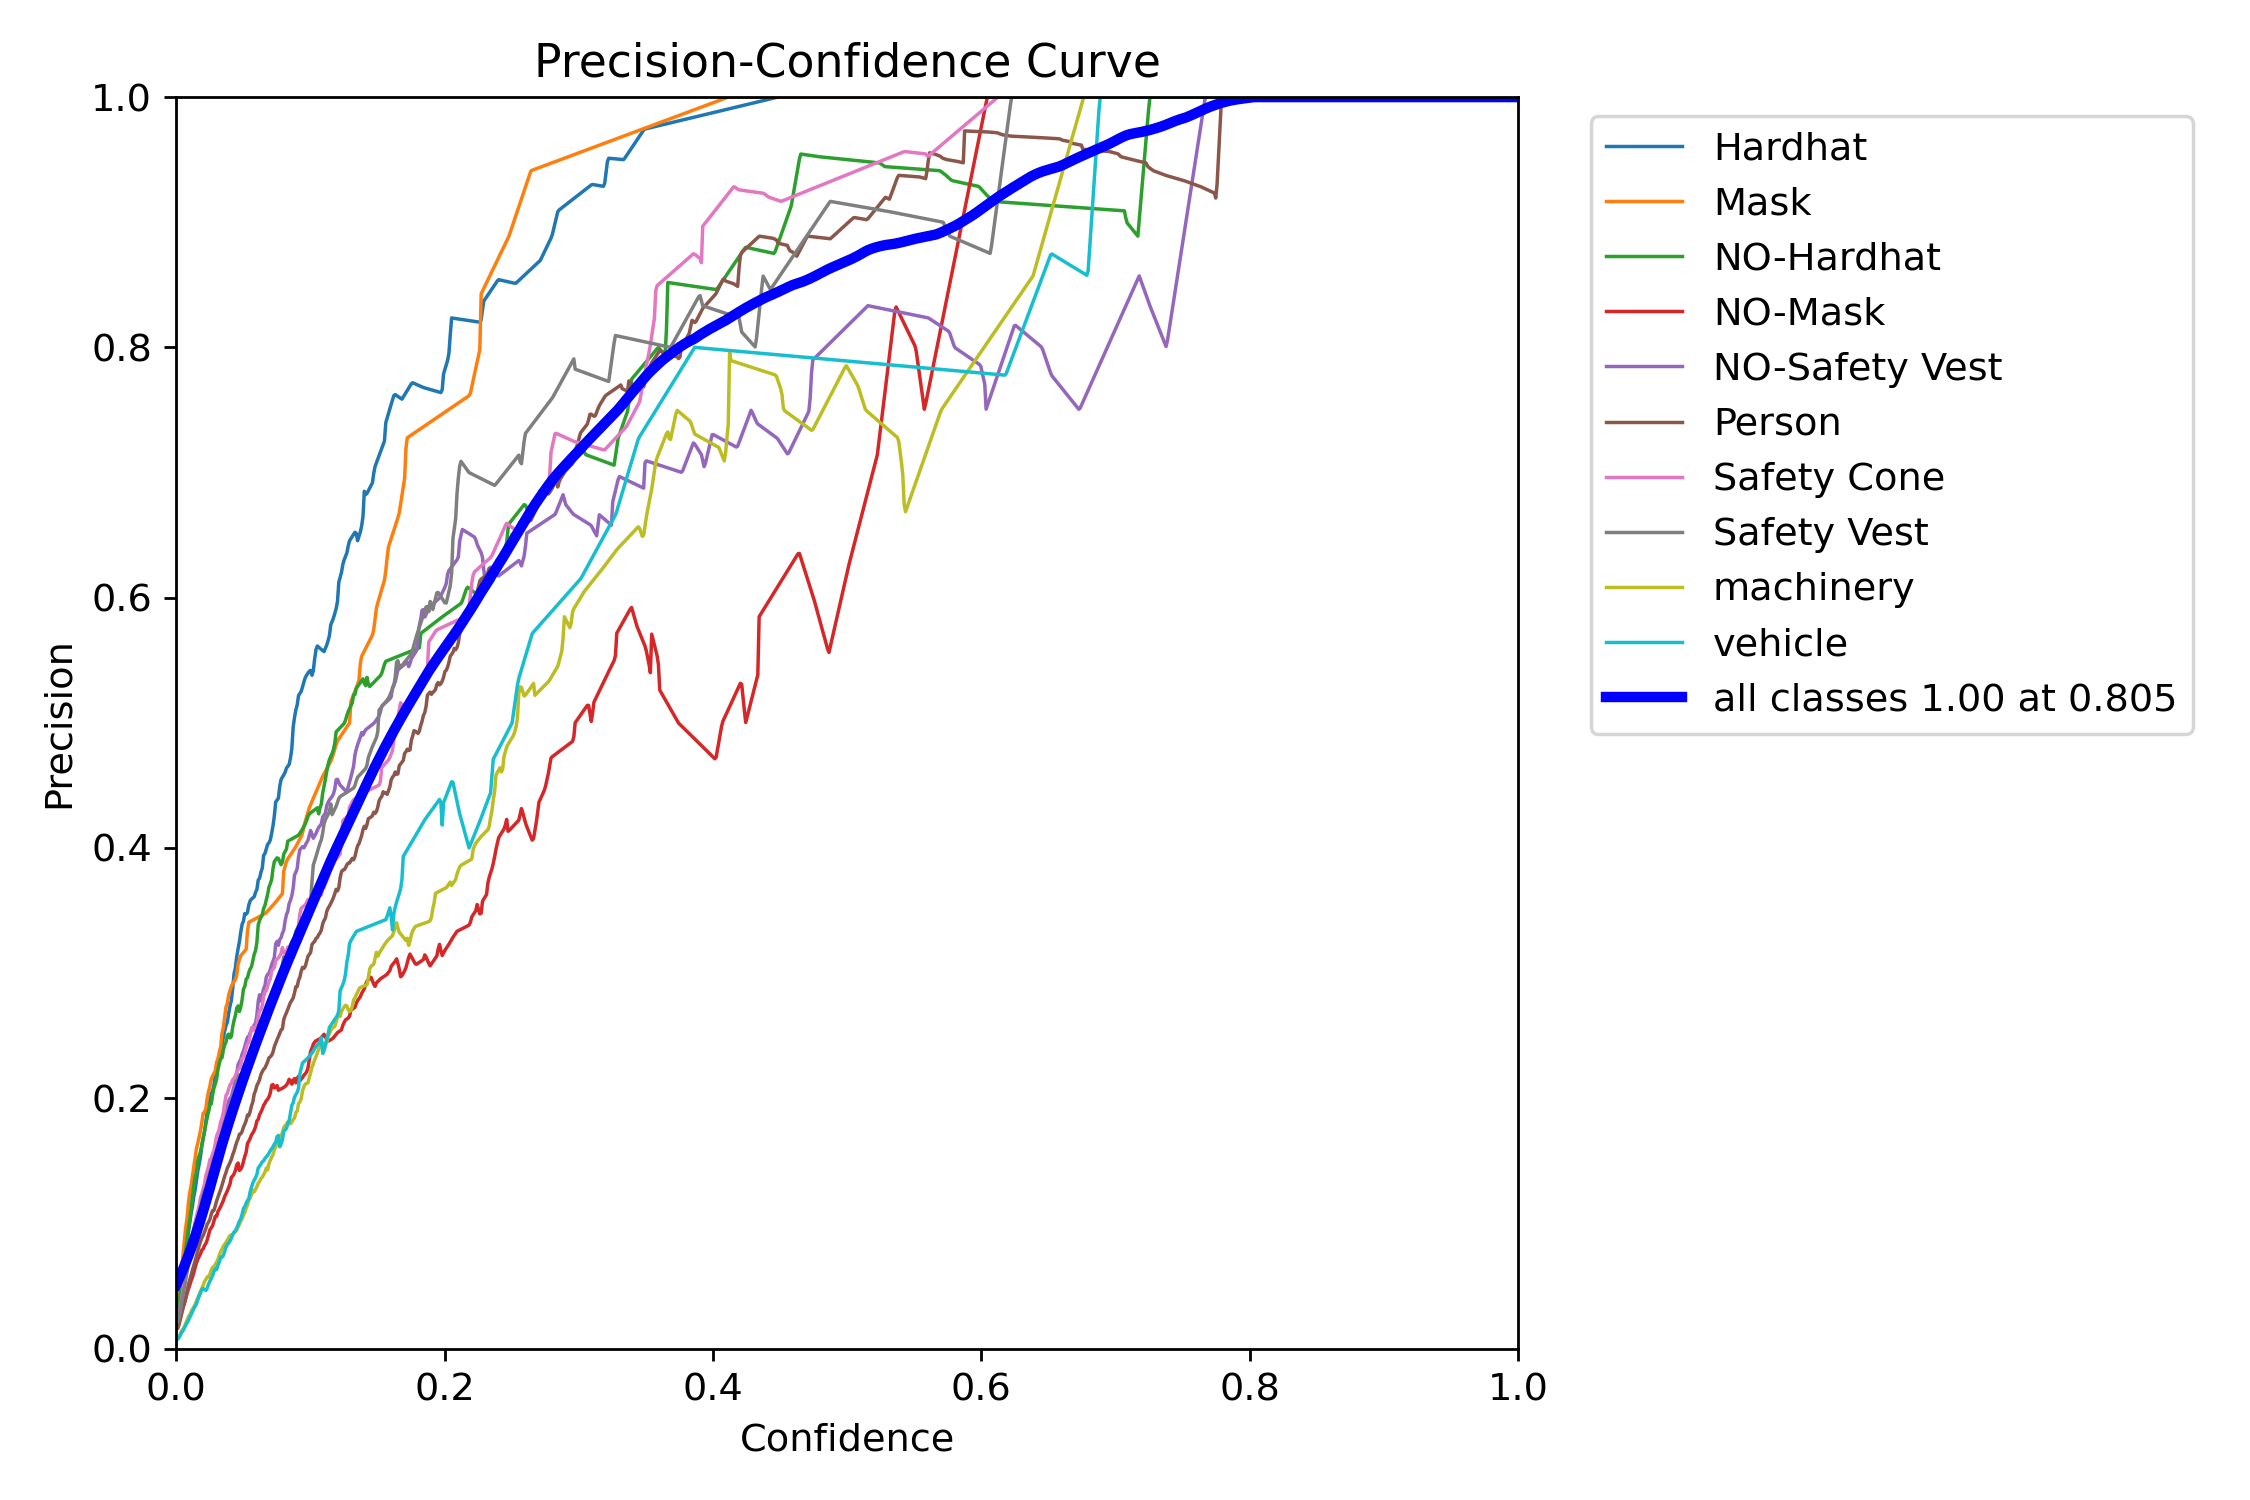 Precision-Confidence Curve
1.0
0.8
0.6
0.4
0.2
0.0
Precision
0.0 0.2 0.4 0.6 0.8 1.0
Confidence
Hardhat
Mask
NO-Hardhat
NO-Mask
NO-Safety Vest
Person
Safety Cone
Safety Vest
machinery
vehicle
all classes 1.00 at 0.805